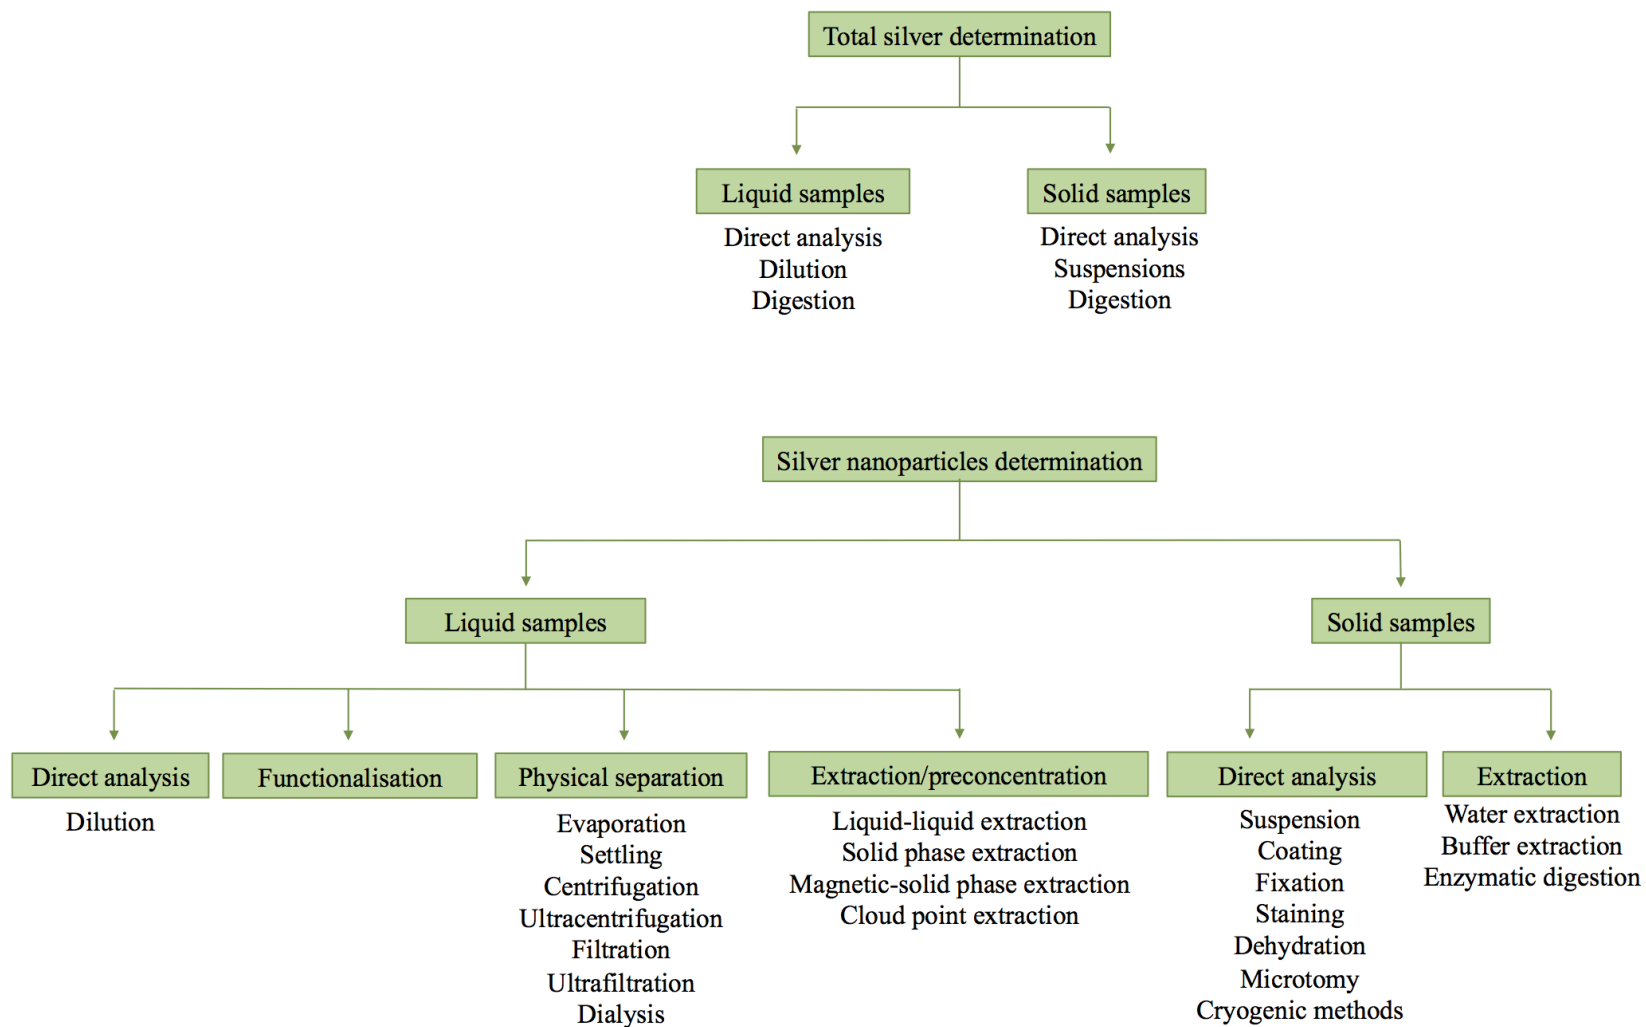 Total silver determination
Liquid samples
Direct analysis
Dilution
Digestion
Solid samples
Direct analysis
Suspensions
Digestion
Silver nanoparticles determination
Liquid samples
Solid samples
Direct analysis
Dilution
Functionalisation
Physical separation
Evaporation
Settling
Centrifugation
Ultracentrifugation
Filtration
Ultrafiltration
Dialysis
Extraction/preconcentration
Liquid-liquid extraction
Solid phase extraction
Magnetic-solid phase extraction
Cloud point extraction
Direct analysis
Suspension
Coating
Fixation
Staining
Dehydration
Microtomy
Cryogenic methods
Extraction
Water extraction
Buffer extraction
Enzymatic digestion